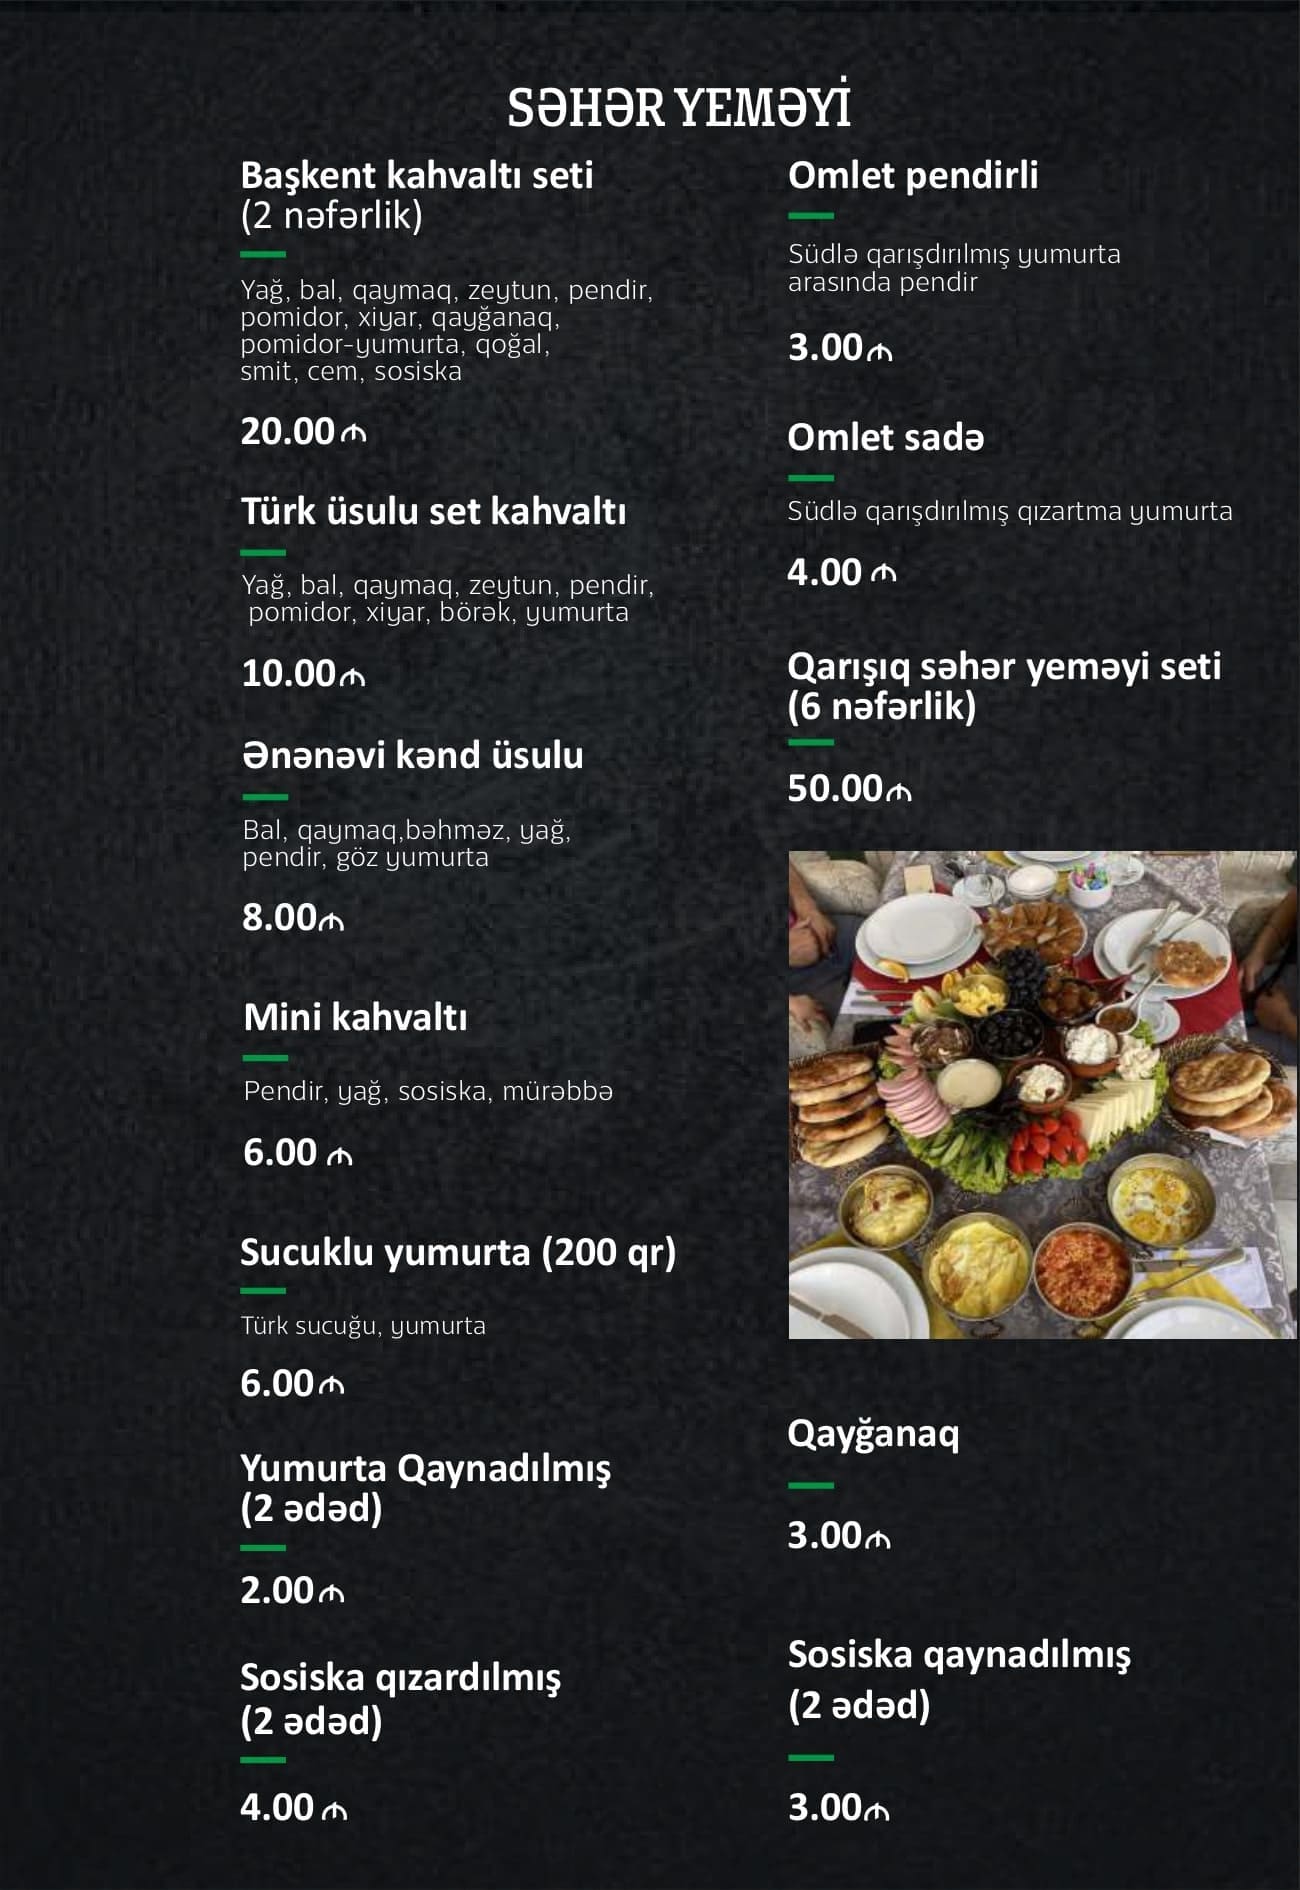 SƏHƏR YEMƏYİ
Başkent kahvaltı seti
(2 nəfərlik)
Yağ, bal, qaymaq, zeytun, pendir,
pomidor, xiyar, qayğanaq,
pomidor-yumurta, qoğal,
smit, cem, sosiska
20.00 ₼
Türk üsulu set kahvaltı
Yağ, bal, qaymaq, zeytun, pendir,
pomidor, xiyar, börək, yumurta
10.00 ₼
Ənənəvi kənd üsulu
Bal, qaymaq,bəhməz, yağ,
pendir, göz yumurta
8.00 ₼
Mini kahvaltı
Pendir, yağ, sosiska, mürəbbə
6.00 ₼
Sucuklu yumurta (200 qr)
Türk sucuğu, yumurta
6.00 ₼
Yumurta Qaynadılmış
(2 ədəd)
2.00 ₼
Sosiska qızardılmış
(2 ədəd)
4.00 ₼
Omlet pendirli
Südlə qarışdırılmış yumurta
arasında pendir
3.00 ₼
Omlet sadə
Südlə qarışdırılmış qızartma yumurta
4.00 ₼
Qarışıq səhər yeməyi seti
(6 nəfərlik)
50.00 ₼
Qayğanaq
3.00 ₼
Sosiska qaynadılmış
(2 ədəd)
3.00 ₼